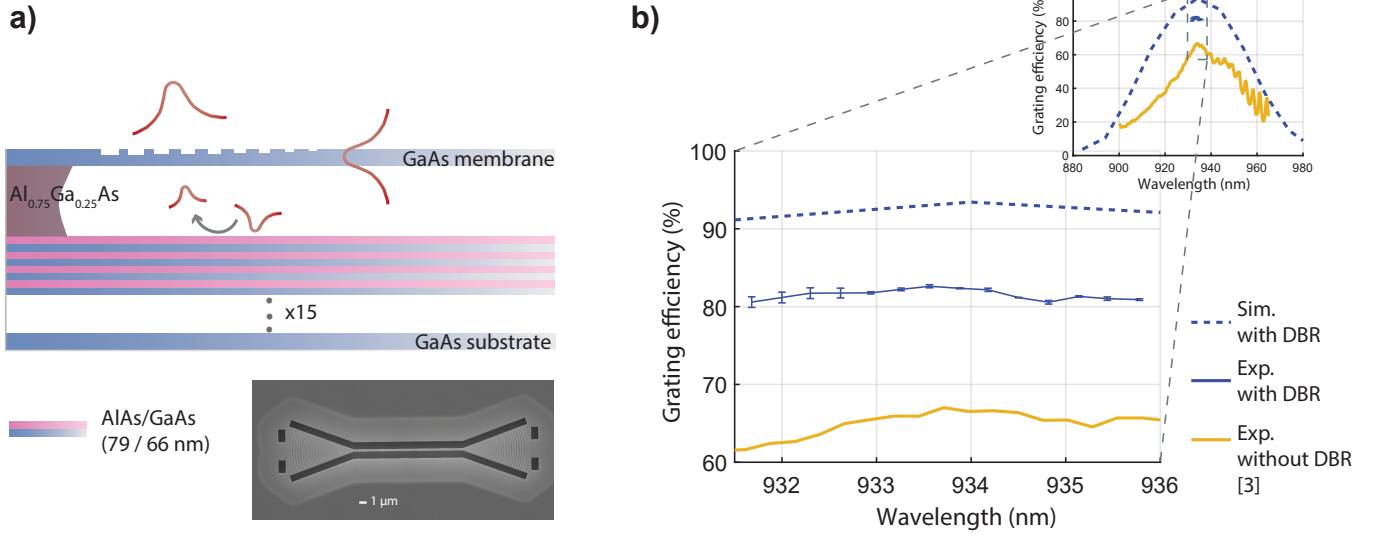 a)
GaAs membrane
Al0.75Ga0.25As
x15
GaAs substrate
AlAs/GaAs
(79 / 66 nm)
1 μm
b)
Grating efficiency (%)
80
60
40
20
0
880
900
920
940
960
980
Wavelength (nm)
Grating efficiency (%)
100
90
80
70
60
932
933
934
935
936
Wavelength (nm)
Sim.
with DBR
Exp.
with DBR
Exp.
without DBR
[3]